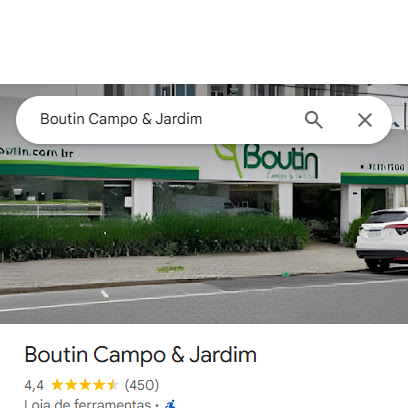 Boutin Campo & Jardim
Boutin
Boutin Campo & Jardim
4,4 (450)
Loja de ferramentas ·